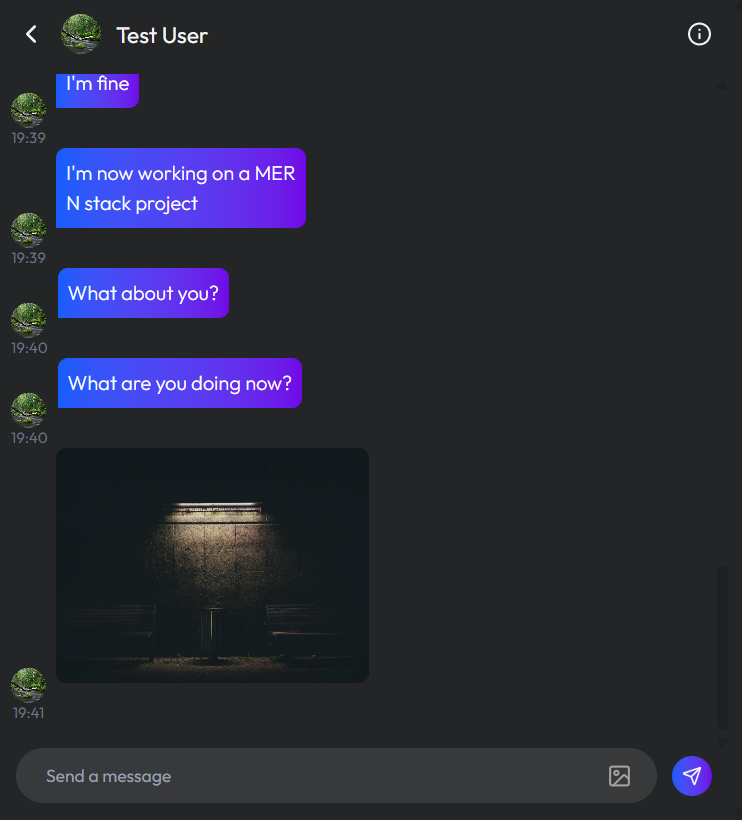 Test User
I'm fine
19:39
I'm now working on a MER
N stack project
19:39
What about you?
19:40
What are you doing now?
19:40
19:41
Send a message